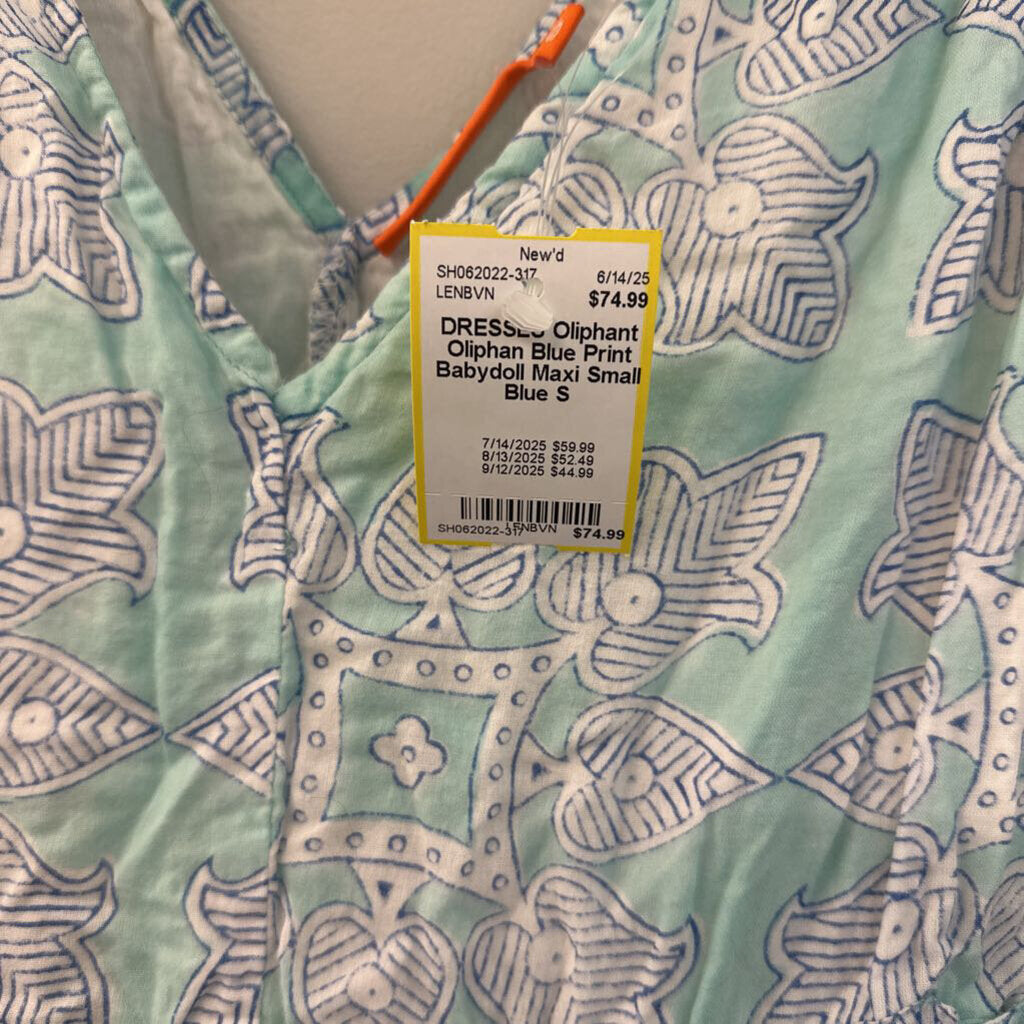 New'd
SH062022-317 6/14/25
LENBVN $74.99
DRESSES Oliphant
Oliphan Blue Print
Babydoll Maxi Small
Blue S
7/14/2025 $59.99
8/13/2025 $52.49
9/12/2025 $44.99
LENBVN
SH062022-317 $74.99